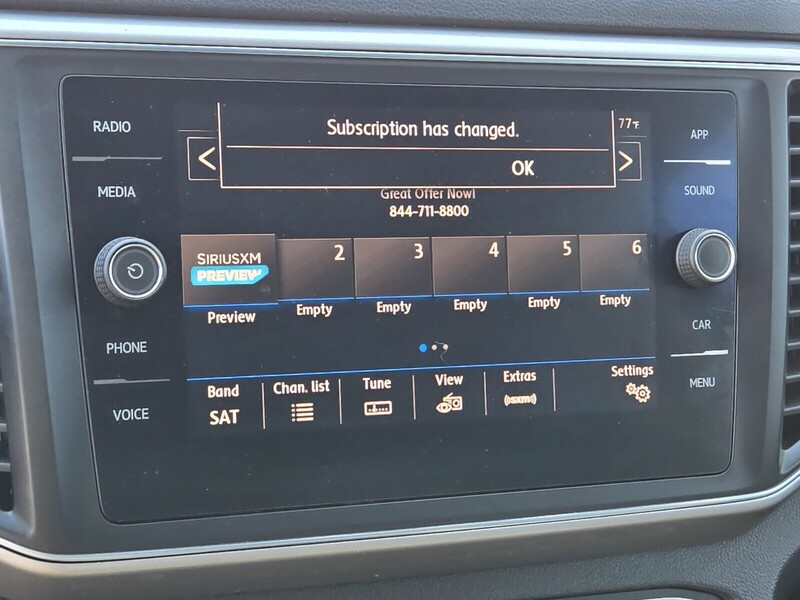 RADIO
MEDIA
PHONE
VOICE
Subscription has changed.
OK
77°F
Great Offer Now!
844-711-8800
SIRIUSXM
PREVIEW
2
3
4
5
6
Preview
Empty
Empty
Empty
Empty
Empty
Band
SAT
Chan. list
Tune
View
Extras
((sxm))
Settings
APP
SOUND
CAR
MENU